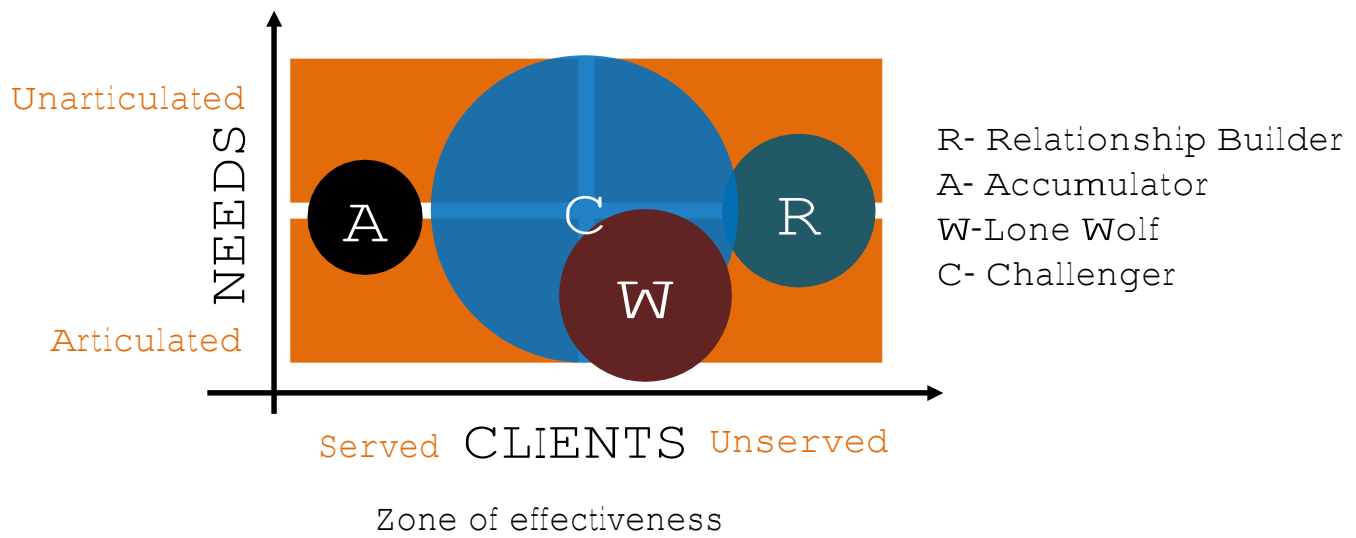 Unarticulated
NEEDS
Articulated
A
C
W
R
R- Relationship Builder
A- Accumulator
W-Lone Wolf
C- Challenger
Served CLIENTS Unserved
Zone of effectiveness